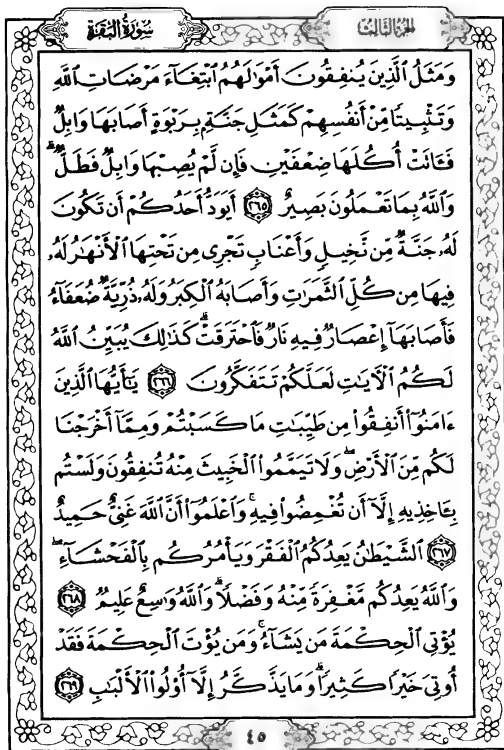 الجزء الثالث
سورة البقرة
وَمَثَلُ ٱلَّذِينَ يُنفِقُونَ أَمْوَٰلَهُمُ ٱبْتِغَآءَ مَرْضَاتِ ٱللَّهِ
وَتَثْبِيتًا مِّنْ أَنفُسِهِمْ كَمَثَلِ جَنَّةٍۭ بِرَبْوَةٍ أَصَابَهَا وَابِلٌ
فَـَٔاتَتْ أُكُلَهَا ضِعْفَيْنِ فَإِن لَّمْ يُصِبْهَا وَابِلٌ فَطَلٌّ ۗ
وَٱللَّهُ بِمَا تَعْمَلُونَ بَصِيرٌ ٢٦٥ أَيَوَدُّ أَحَدُكُمْ أَن تَكُونَ
لَهُۥ جَنَّةٌ مِّن نَّخِيلٍ وَأَعْنَابٍ تَجْرِى مِن تَحْتِهَا ٱلْأَنْهَٰرُ لَهُۥ
فِيهَا مِن كُلِّ ٱلثَّمَرَٰتِ وَأَصَابَهُ ٱلْكِبَرُ وَلَهُۥ ذُرِّيَّةٌ ضُعَفَآءُ
فَأَصَابَهَآ إِعْصَارٌ فِيهِ نَارٌ فَٱحْتَرَقَتْ ۗ كَذَٰلِكَ يُبَيِّنُ ٱللَّهُ
لَكُمُ ٱلْـَٔايَٰتِ لَعَلَّكُمْ تَتَفَكَّرُونَ ٢٦٦ يَٰٓأَيُّهَا ٱلَّذِينَ
ءَامَنُوٓا۟ أَنفِقُوا۟ مِن طَيِّبَٰتِ مَا كَسَبْتُمْ وَمِمَّآ أَخْرَجْنَا
لَكُم مِّنَ ٱلْأَرْضِ ۖ وَلَا تَيَمَّمُوا۟ ٱلْخَبِيثَ مِنْهُ تُنفِقُونَ وَلَسْتُم
بِـَٔاخِذِيهِ إِلَّآ أَن تُغْمِضُوا۟ فِيهِ ۚ وَٱعْلَمُوٓا۟ أَنَّ ٱللَّهَ غَنِىٌّ حَمِيدٌ
٢٦٧ ٱلشَّيْطَٰنُ يَعِدُكُمُ ٱلْفَقْرَ وَيَأْمُرُكُم بِٱلْفَحْشَآءِ ۖ
وَٱللَّهُ يَعِدُكُم مَّغْفِرَةً مِّنْهُ وَفَضْلًا ۗ وَٱللَّهُ وَٰسِعٌ عَلِيمٌ ٢٦٨
يُؤْتِى ٱلْحِكْمَةَ مَن يَشَآءُ ۚ وَمَن يُؤْتَ ٱلْحِكْمَةَ فَقَدْ
أُوتِىَ خَيْرًا كَثِيرًا ۗ وَمَا يَذَّكَّرُ إِلَّآ أُو۟لُوا۟ ٱلْأَلْبَٰبِ ٢٦٩
٤٥